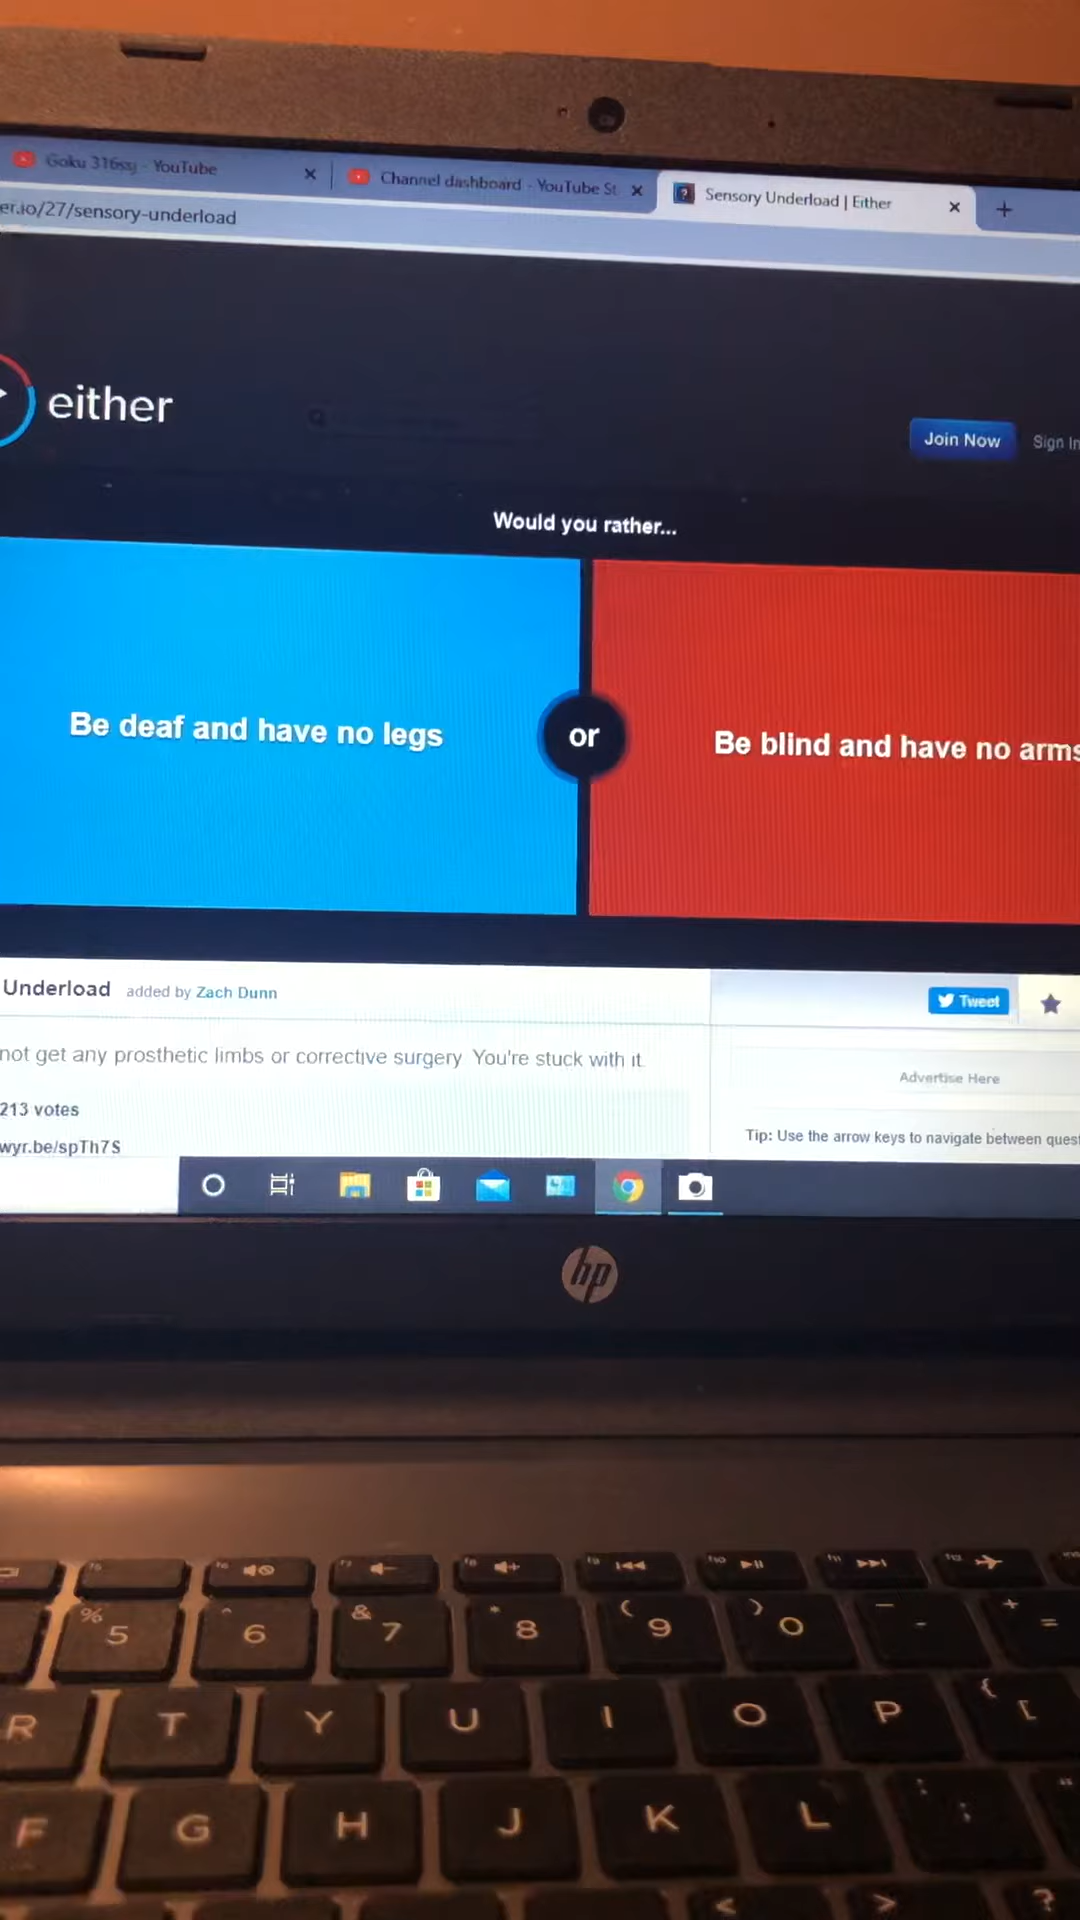 Goku 316ssj - YouTube
Channel dashboard - YouTube St
Sensory Underload | Either
er.io/27/sensory-underload
either
Join Now
Sign In
Would you rather...
Be deaf and have no legs
or
Be blind and have no arms
Underload added by Zach Dunn
Tweet
not get any prosthetic limbs or corrective surgery You're stuck with it.
Advertise Here
213 votes
Tip: Use the arrow keys to navigate between quest
wyr.be/spTh7S
hp
% 5
^ 6
& 7
* 8
( 9
) 0
— -
+ =
R T Y U I O P { [
F G H J K L : ;
< > ?